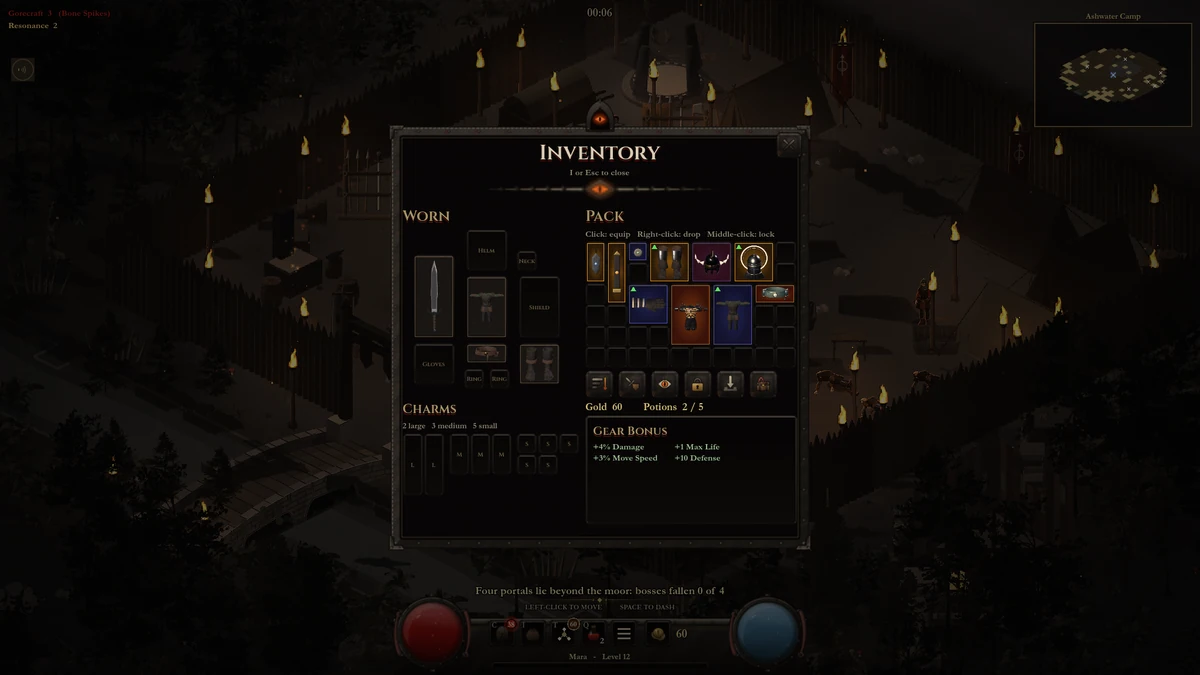 Gorecraft 3 (Bone Spikes)
Resonance 2
00:06
Ashwater Camp
INVENTORY
I or Esc to close
WORN
PACK
Click: equip Right-click: drop Middle-click: lock
HELM
NECK
SHIELD
GLOVES
RING RING
Gold 60 Potions 2 / 5
CHARMS
2 large 3 medium 5 small
L L M M M S S S
S S
GEAR BONUS
+4% Damage +1 Max Life
+3% Move Speed +10 Defense
Four portals lie beyond the moor: bosses fallen 0 of 4
LEFT-CLICK TO MOVE SPACE TO DASH
T 60 Q
2
60
Mara - Level 12